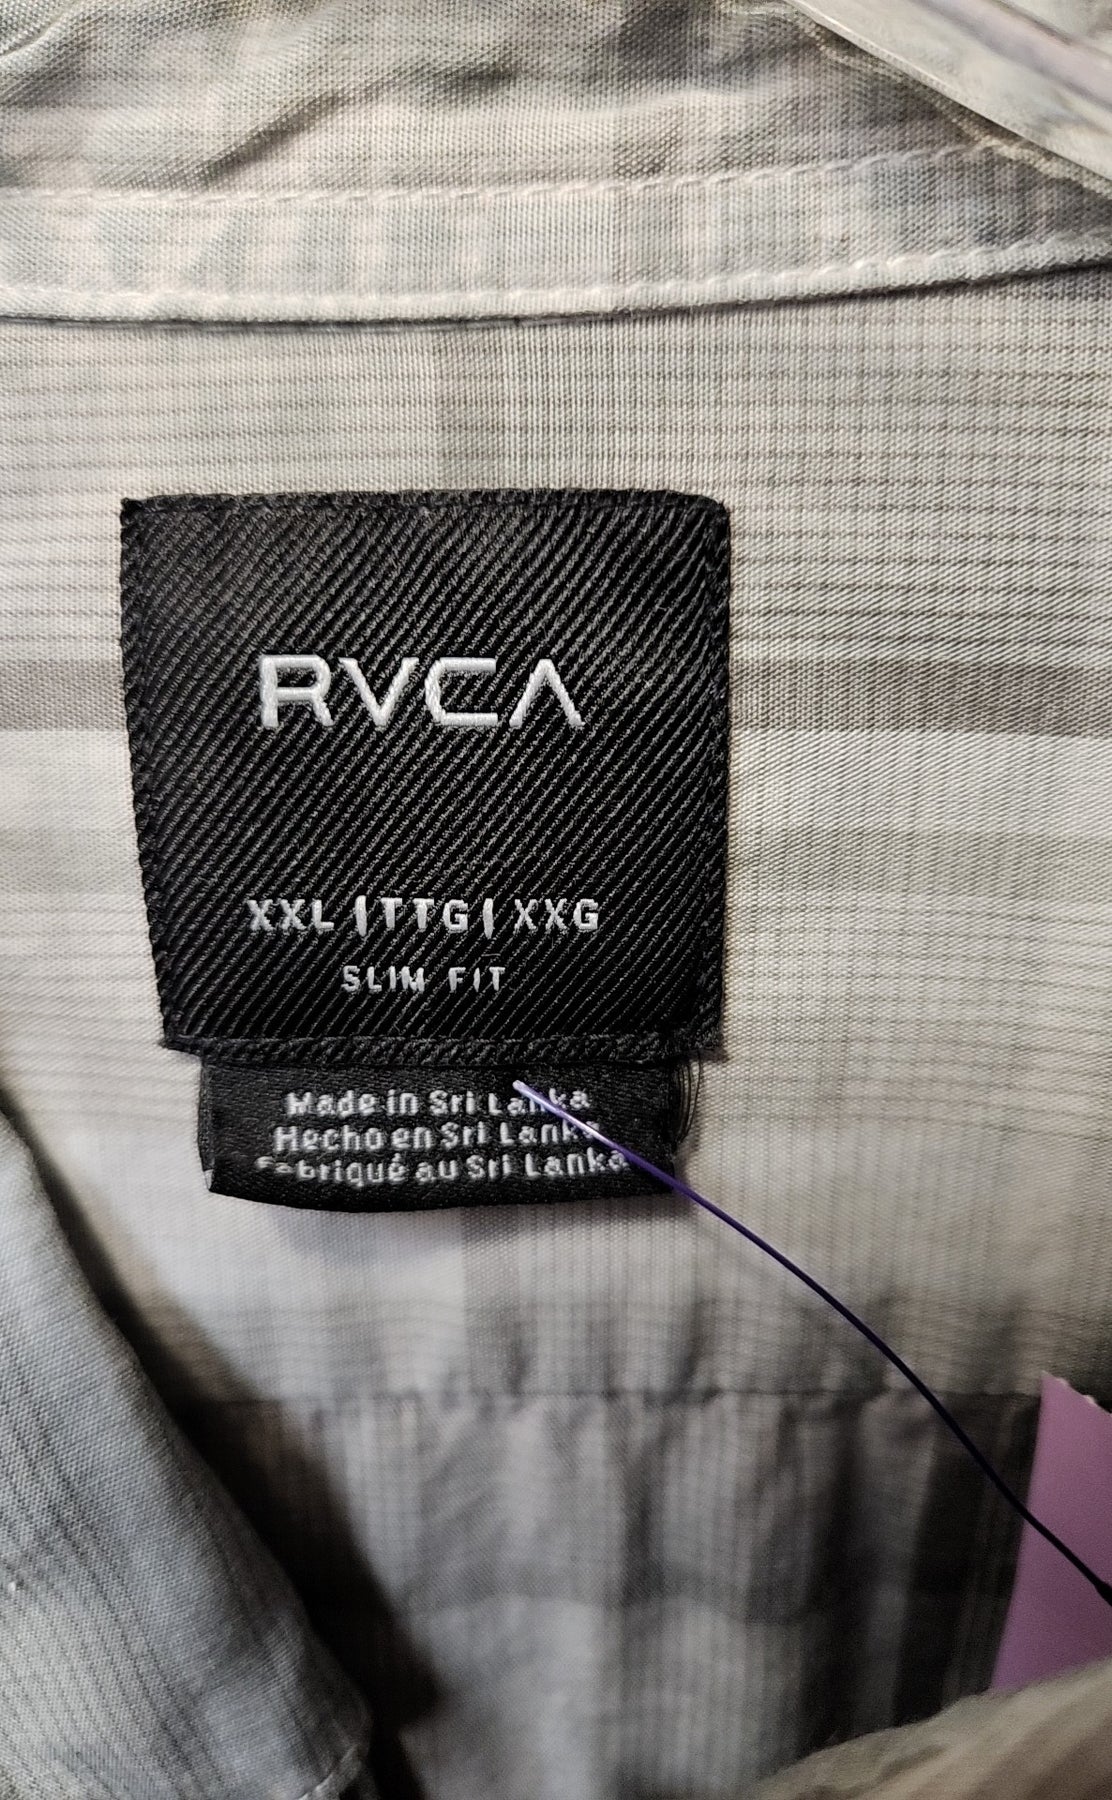 RVCA
XXL | TTG | XXG
SLIM FIT
Made in Sri Lanka
Hecho en Sri Lanka
Fabriqué au Sri Lanka